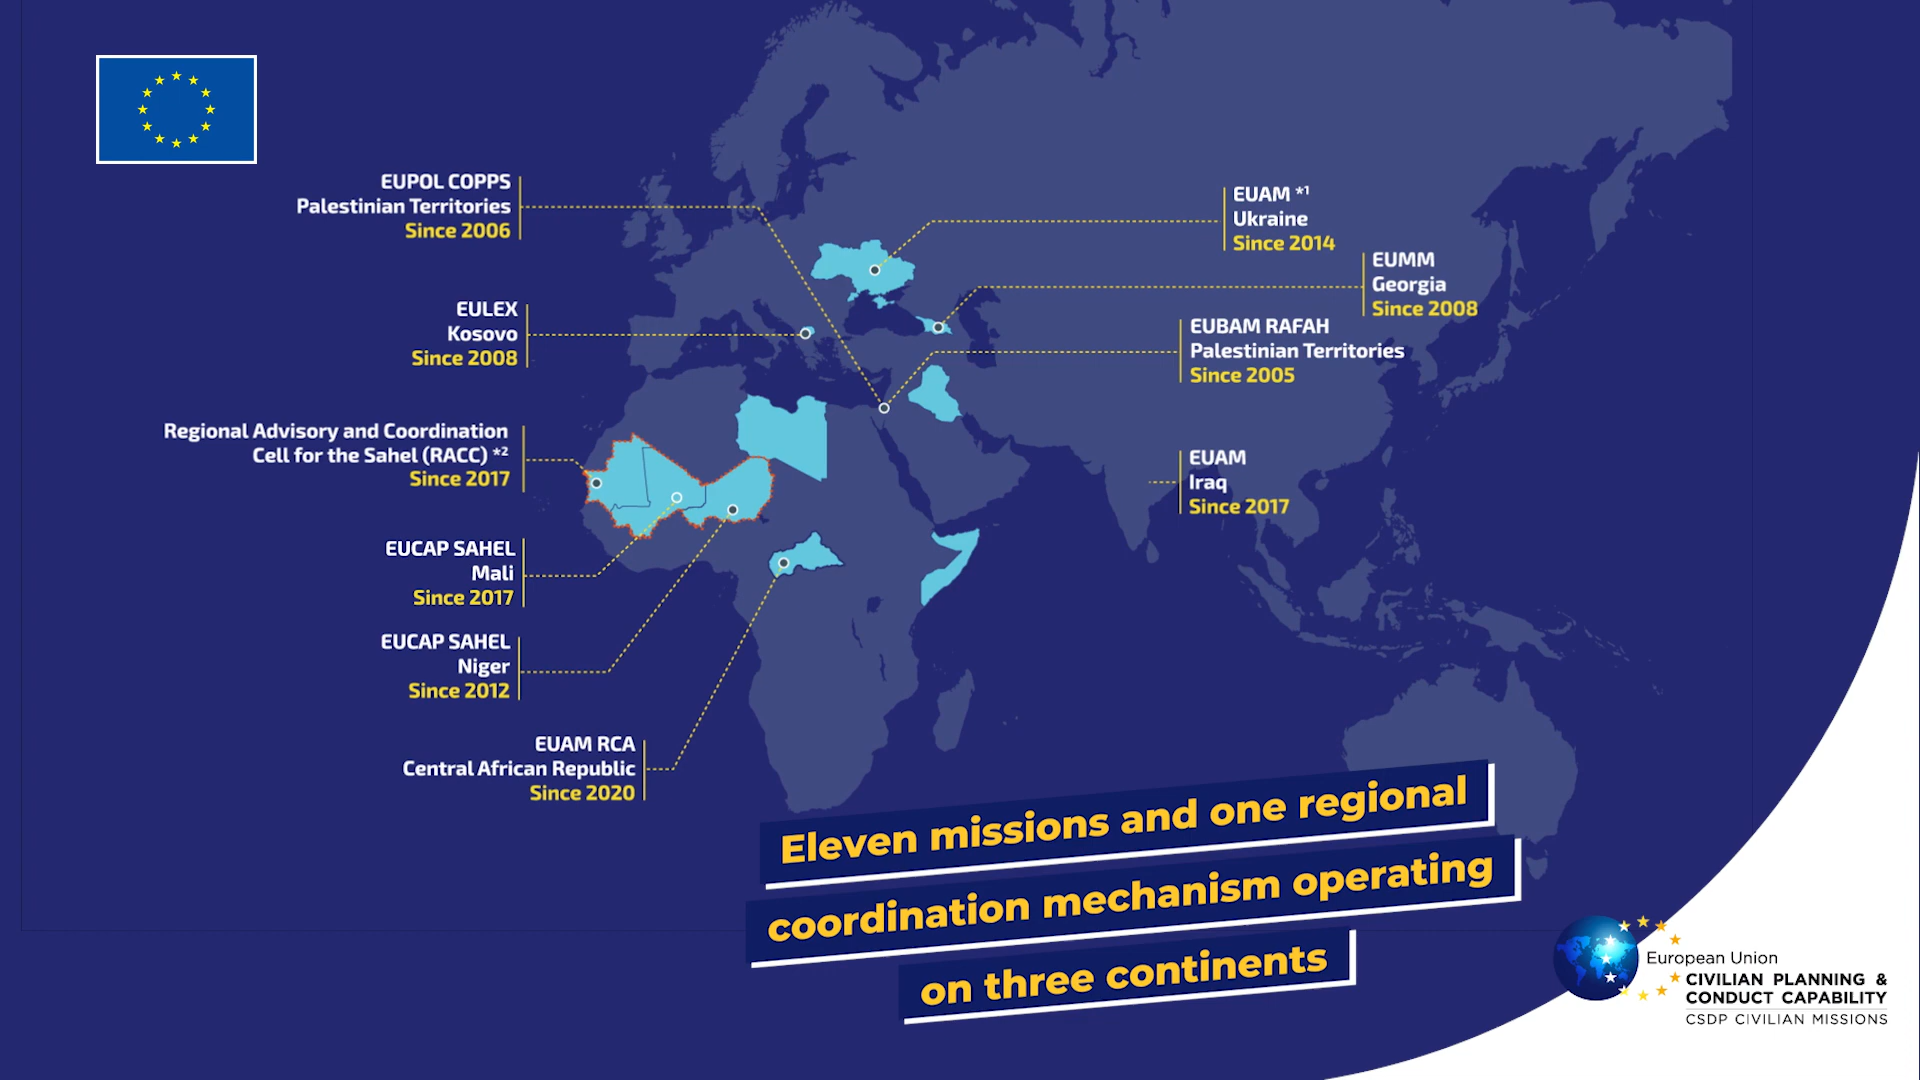 EUPOL COPPS
Palestinian Territories
Since 2006
EULEX
Kosovo
Since 2008
Regional Advisory and Coordination
Cell for the Sahel (RACC) *2
Since 2017
EUCAP SAHEL
Mali
Since 2017
EUCAP SAHEL
Niger
Since 2012
EUAM RCA
Central African Republic
Since 2020
EUAM *1
Ukraine
Since 2014
EUMM
Georgia
Since 2008
EUBAM RAFAH
Palestinian Territories
Since 2005
EUAM
Iraq
Since 2017
Eleven missions and one regional
coordination mechanism operating
on three continents
European Union
CIVILIAN PLANNING &
CONDUCT CAPABILITY
CSDP CIVILIAN MISSIONS